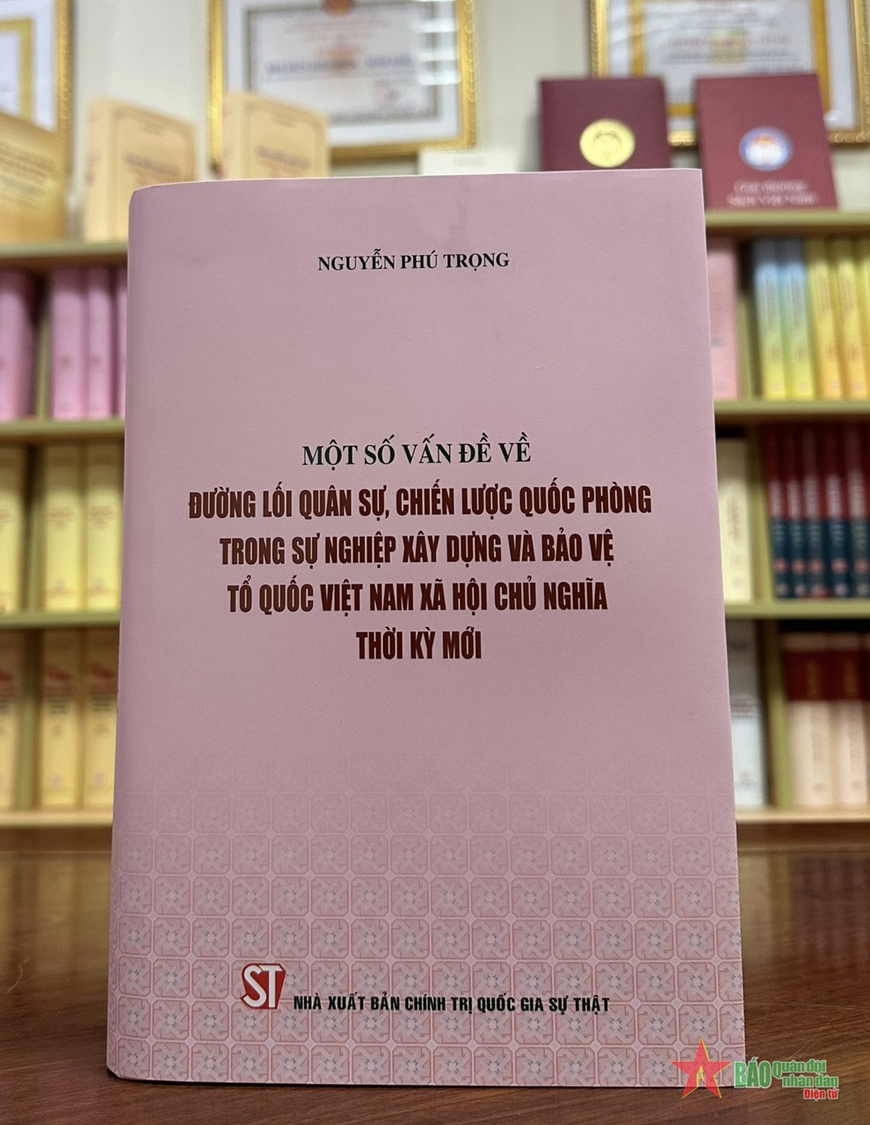 NGUYỄN PHÚ TRỌNG
MỘT SỐ VẤN ĐỀ VỀ
ĐƯỜNG LỐI QUÂN SỰ, CHIẾN LƯỢC QUỐC PHÒNG
TRONG SỰ NGHIỆP XÂY DỰNG VÀ BẢO VỆ
TỔ QUỐC VIỆT NAM XÃ HỘI CHỦ NGHĨA
THỜI KỲ MỚI
ST
NHÀ XUẤT BẢN CHÍNH TRỊ QUỐC GIA SỰ THẬT
BÁO quân đội
nhân dân
Điện tử